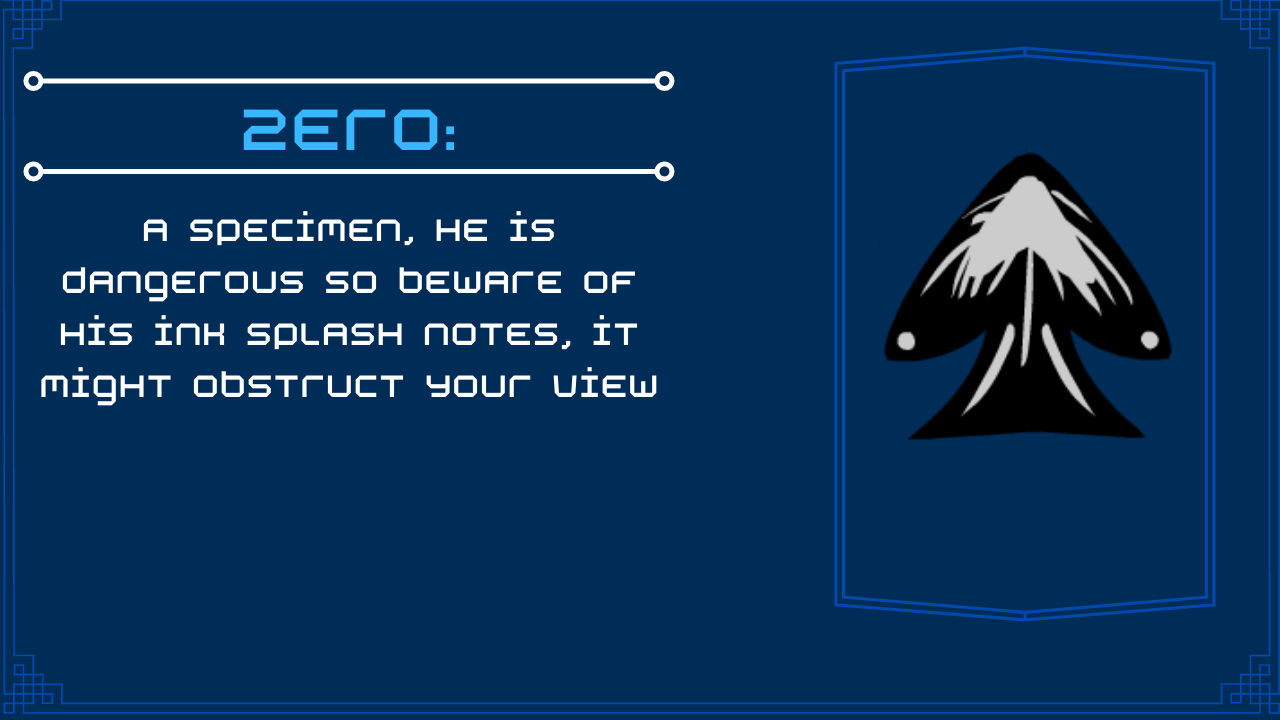 ZERO:
A SPECIMEN, HE IS
DANGEROUS SO BEWARE OF
HIS INK SPLASH NOTES, IT
MIGHT OBSTRUCT YOUR VIEW